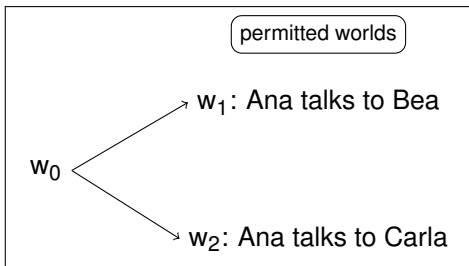 permitted worlds
w₁: Ana talks to Bea
w₀
w₂: Ana talks to Carla